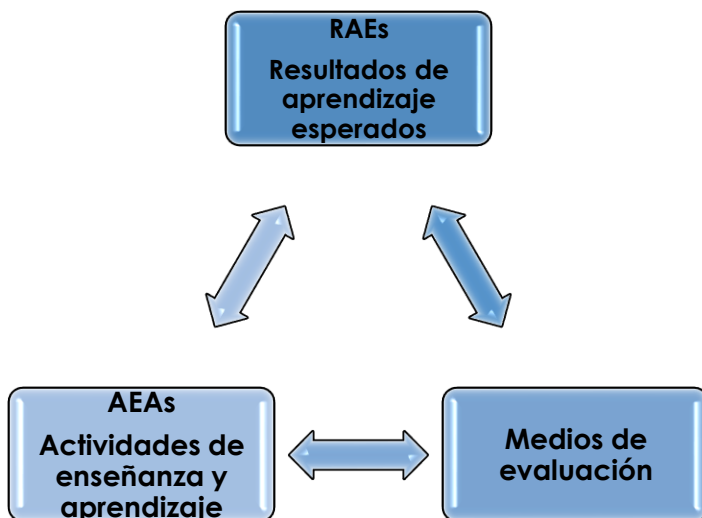 RAEs
Resultados de
aprendizaje
esperados
AEAs
Actividades de
enseñanza y
aprendizaje
Medios de
evaluación